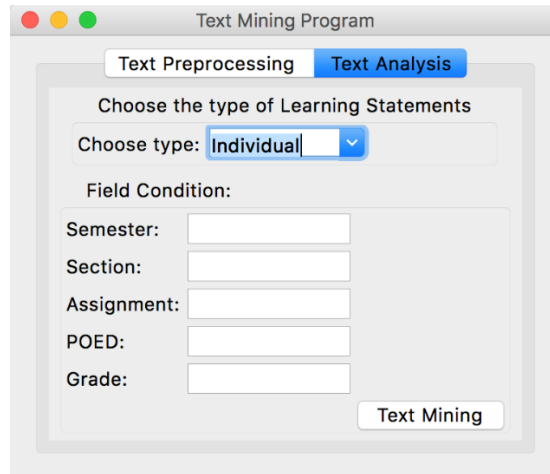 Text Mining Program
Text Preprocessing Text Analysis
Choose the type of Learning Statements
Choose type: Individual
Field Condition:
Semester:
Section:
Assignment:
POED:
Grade:
Text Mining